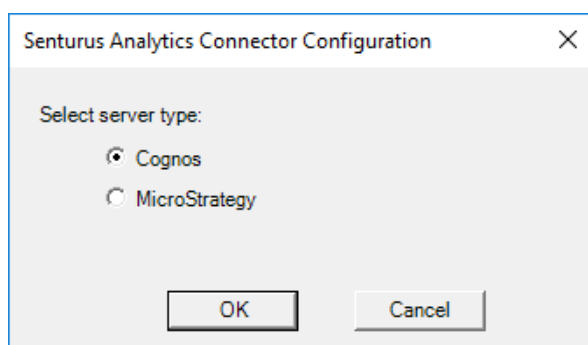 Senturus Analytics Connector Configuration
Select server type:
Cognos
MicroStrategy
OK Cancel